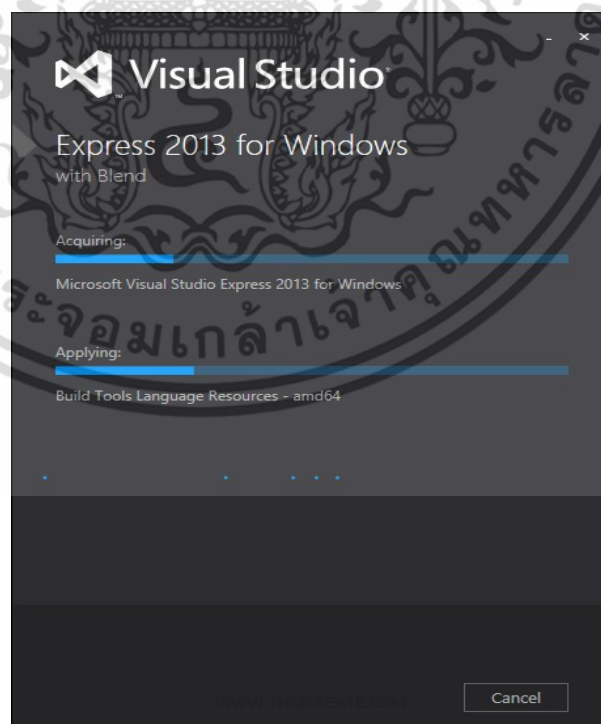 Visual Studio
Express 2013 for Windows
with Blend
Acquiring:
Microsoft Visual Studio Express 2013 for Windows
Applying:
Build Tools Language Resources - amd64
Cancel